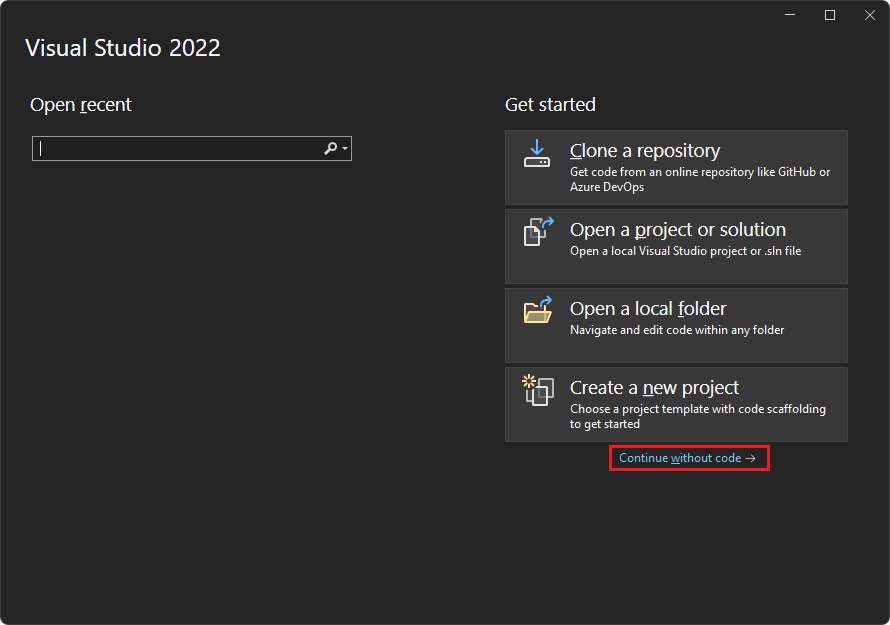 Visual Studio 2022
Open recent
Get started
Clone a repository
Get code from an online repository like GitHub or
Azure DevOps
Open a project or solution
Open a local Visual Studio project or .sln file
Open a local folder
Navigate and edit code within any folder
Create a new project
Choose a project template with code scaffolding
to get started
Continue without code →